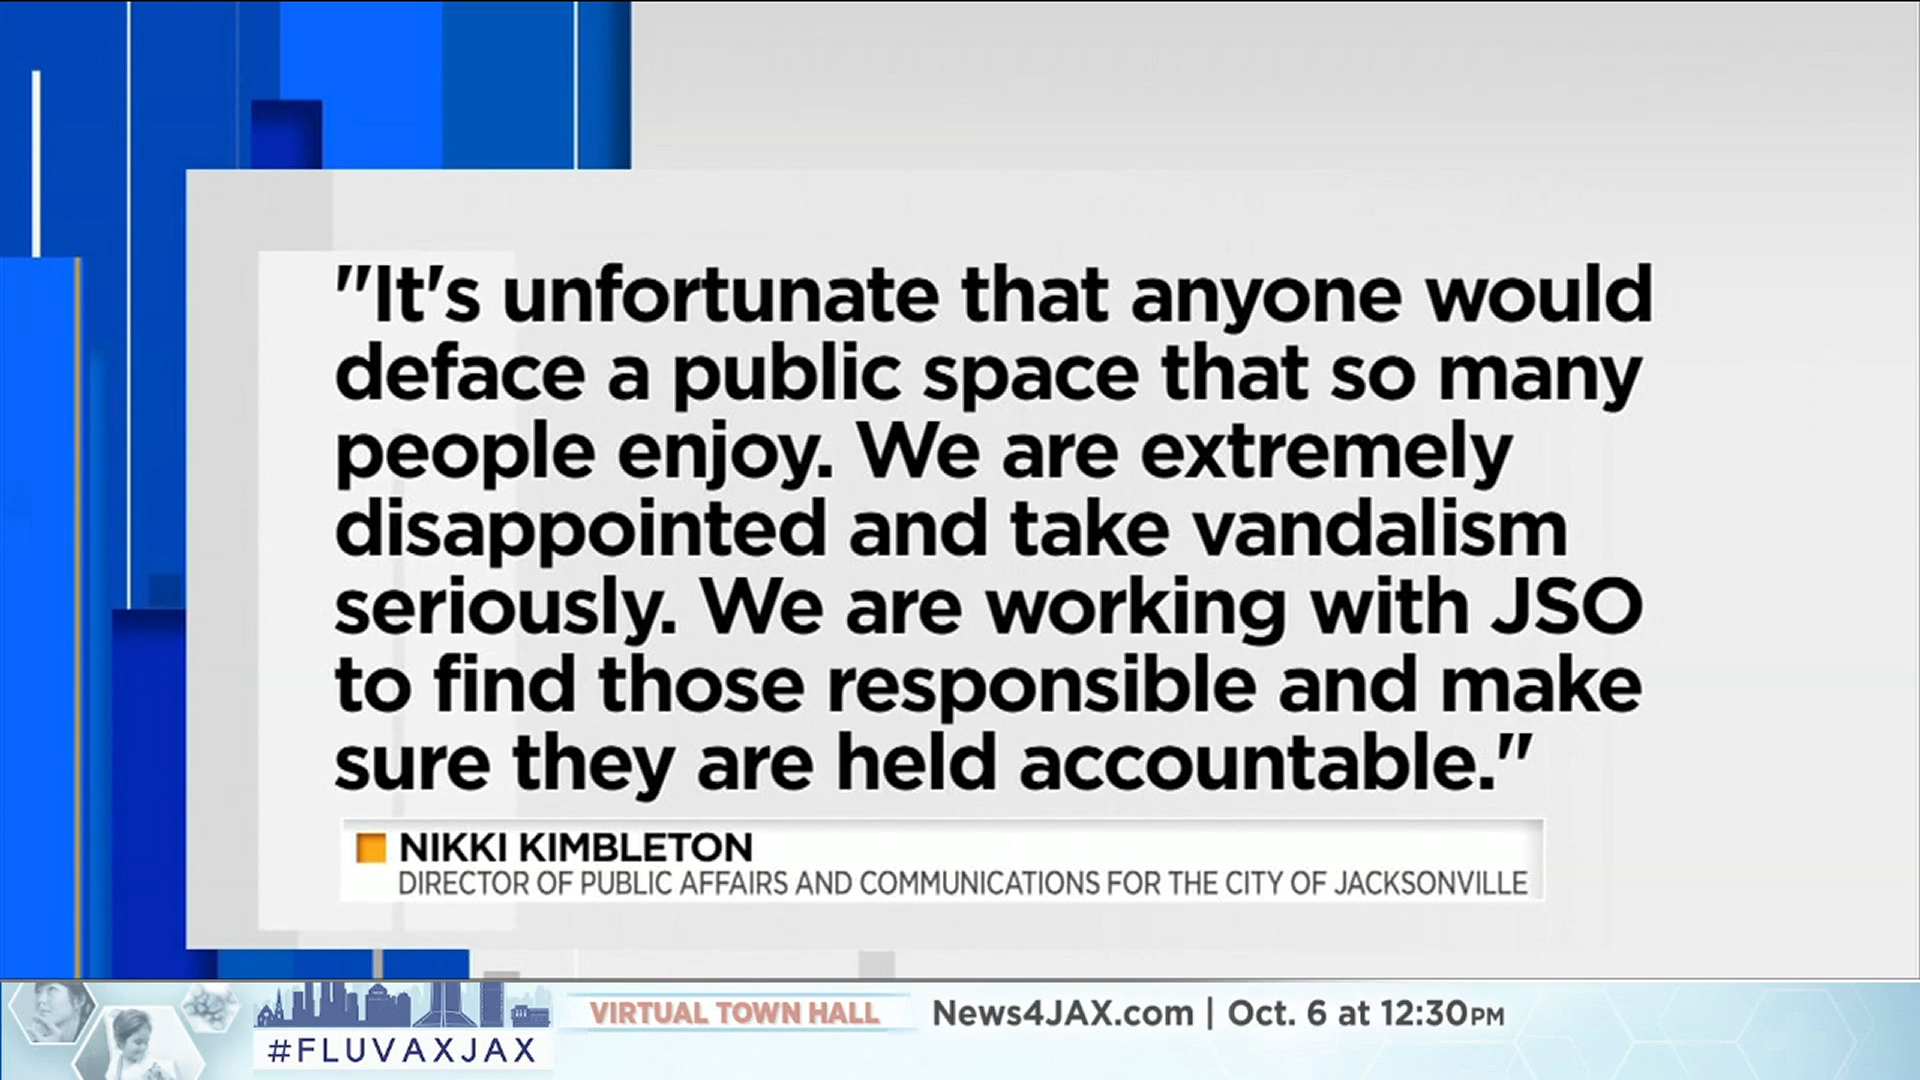 "It's unfortunate that anyone would
deface a public space that so many
people enjoy. We are extremely
disappointed and take vandalism
seriously. We are working with JSO
to find those responsible and make
sure they are held accountable."
NIKKI KIMBLETON
DIRECTOR OF PUBLIC AFFAIRS AND COMMUNICATIONS FOR THE CITY OF JACKSONVILLE
#FLUVAXJAX
VIRTUAL TOWN HALL
News4JAX.com | Oct. 6 at 12:30PM